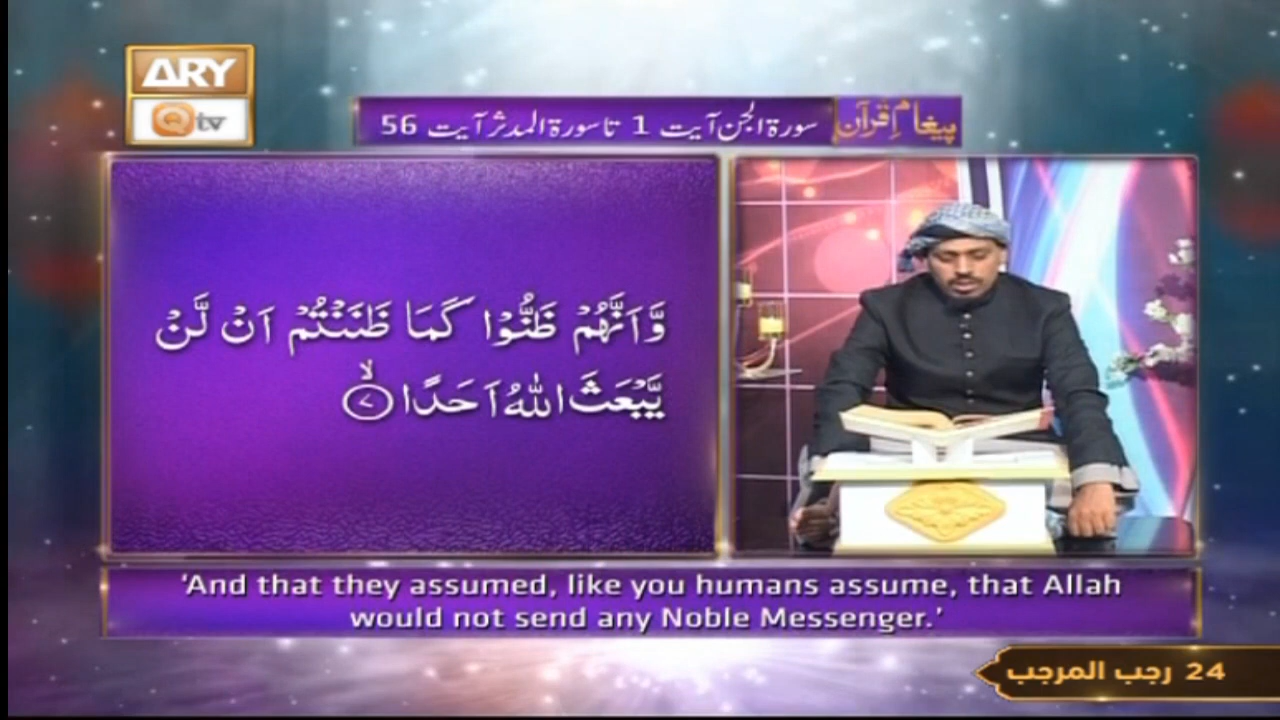 ARY
Qtv
پیغامِ قرآن
سورۃ الجن آیت 1 تا سورۃ المدثر آیت 56
وَّاَنَّهُمْ ظَنُّوْا كَمَا ظَنَنْتُمْ اَنْ لَّنْ
يَّبْعَثَ اللّٰهُ اَحَدًا ۙ‏﴿۷﴾
'And that they assumed, like you humans assume, that Allah
would not send any Noble Messenger.'
24 رجب المرجب